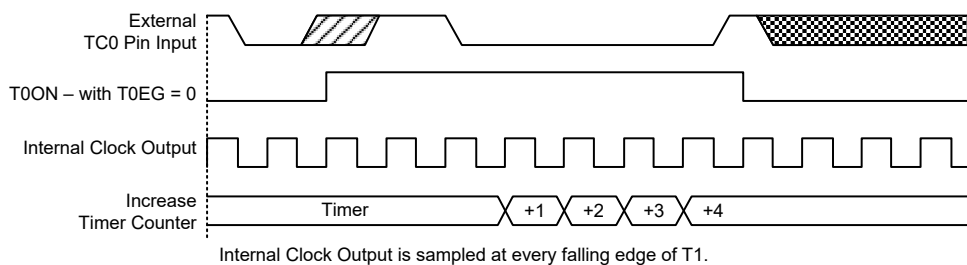 External
TC0 Pin Input
T0ON – with T0EG = 0
Internal Clock Output
Increase
Timer Counter
Timer
+1
+2
+3
+4
Internal Clock Output is sampled at every falling edge of T1.